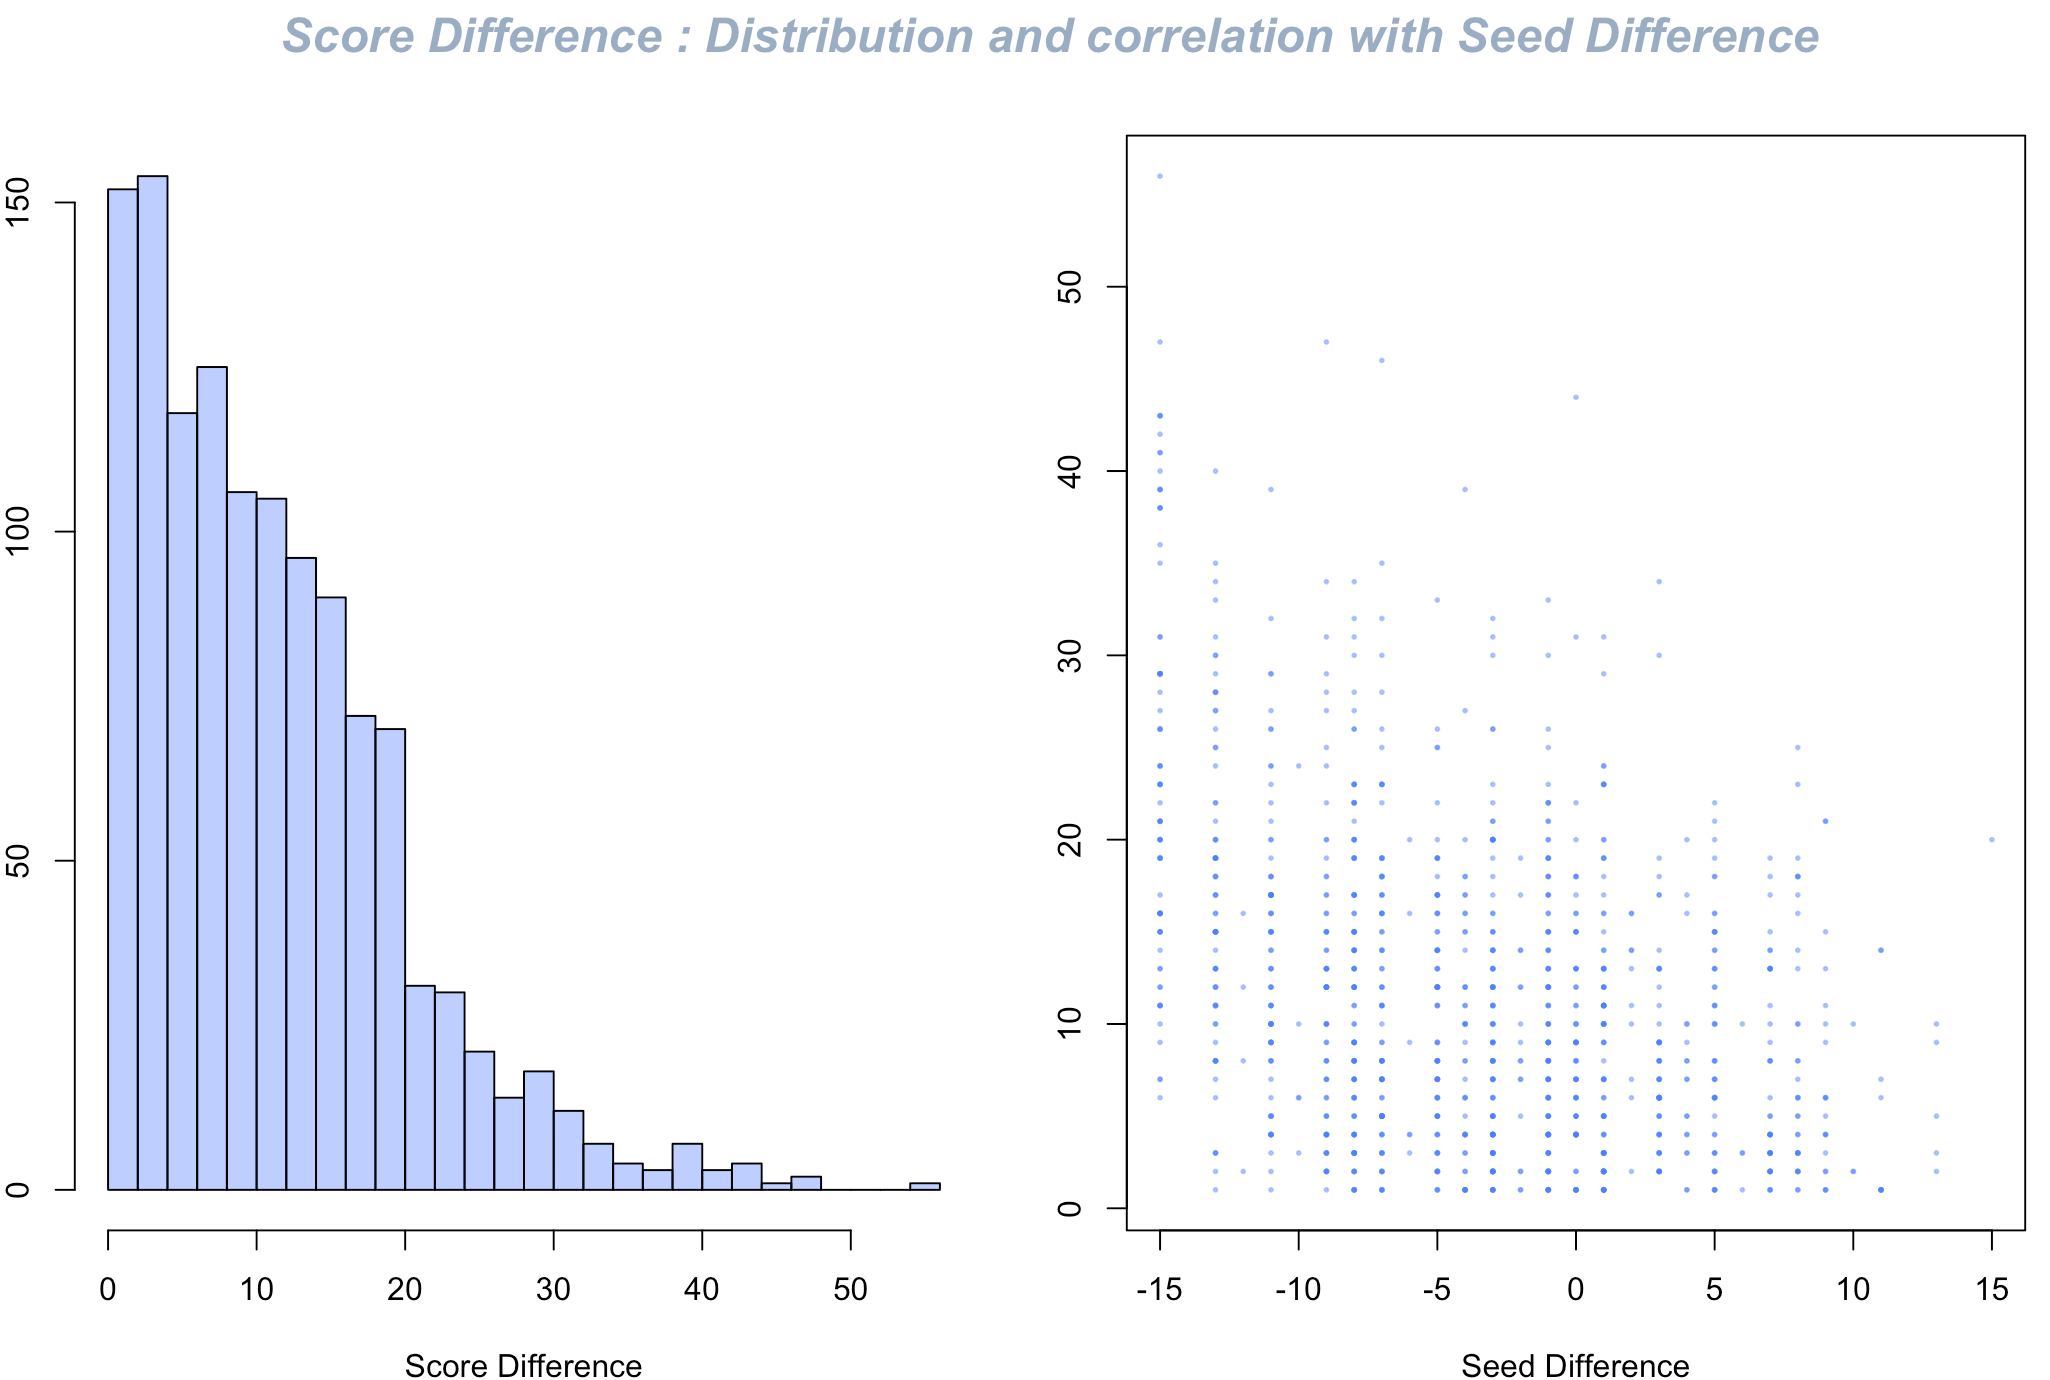 Score Difference : Distribution and correlation with Seed Difference
150
100
50
0
0 10 20 30 40 50
Score Difference
50
40
30
20
10
0
-15 -10 -5 0 5 10 15
Seed Difference